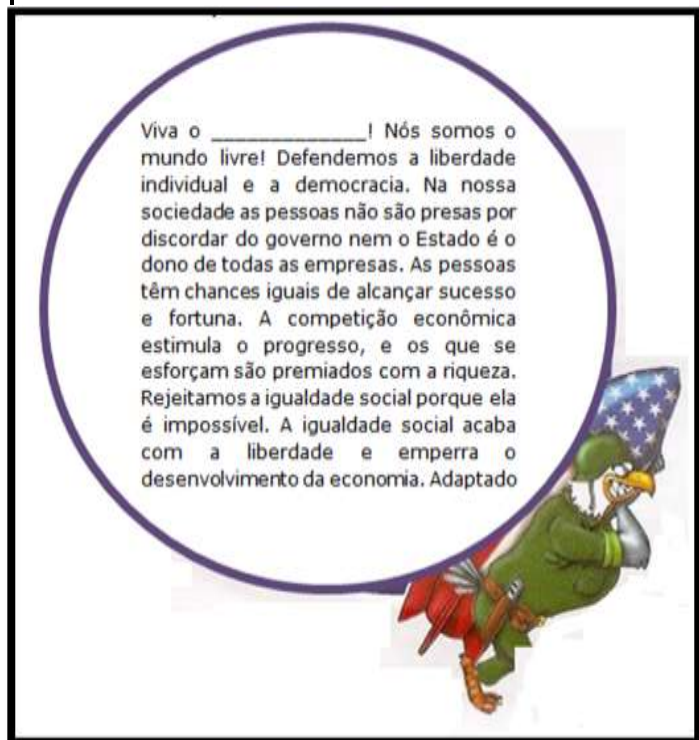 Viva o ______________! Nós somos o
mundo livre! Defendemos a liberdade
individual e a democracia. Na nossa
sociedade as pessoas não são presas por
discordar do governo nem o Estado é o
dono de todas as empresas. As pessoas
têm chances iguais de alcançar sucesso
e fortuna. A competição econômica
estimula o progresso, e os que se
esforçam são premiados com a riqueza.
Rejeitamos a igualdade social porque ela
é impossível. A igualdade social acaba
com a liberdade e emperra o
desenvolvimento da economia. Adaptado